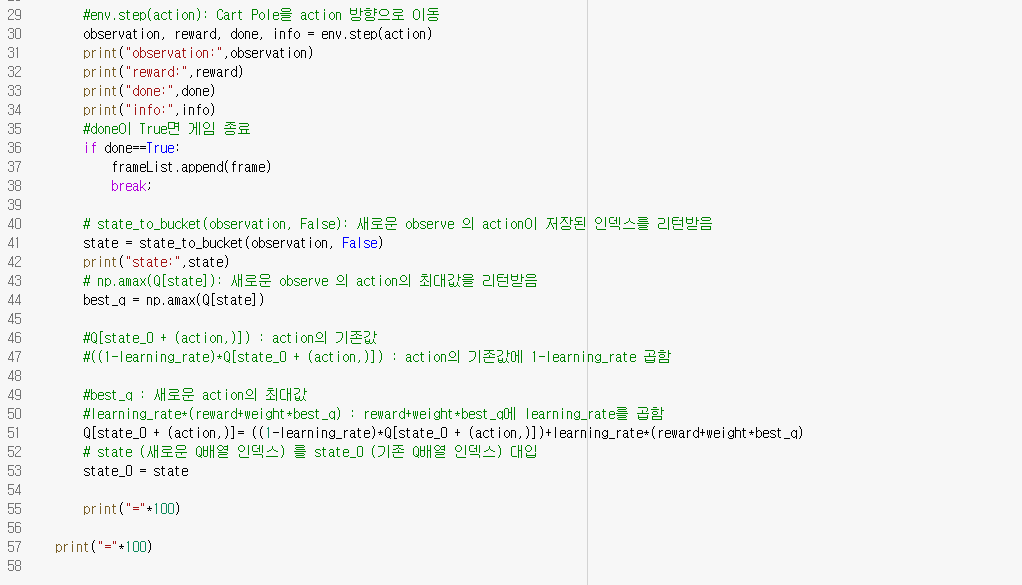 29 #env.step(action): Cart Pole을 action 방향으로 이동
30 observation, reward, done, info = env.step(action)
31 print("observation:",observation)
32 print("reward:",reward)
33 print("done:",done)
34 print("info:",info)
35 #done이 True면 게임 종료
36 if done==True:
37 frameList.append(frame)
38 break;
39
40 # state_to_bucket(observation, False): 새로운 observe 의 action이 저장된 인덱스를 리턴받음
41 state = state_to_bucket(observation, False)
42 print("state:",state)
43 # np.amax(Q[state]): 새로운 observe 의 action의 최대값을 리턴받음
44 best_q = np.amax(Q[state])
45
46 #Q[state_0 + (action,)]) : action의 기존값
47 #((1-learning_rate)*Q[state_0 + (action,)]) : action의 기존값에 1-learning_rate 곱함
48
49 #best_q : 새로운 action의 최대값
50 #learning_rate*(reward+weight*best_q) : reward+weight*best_q에 learning_rate를 곱함
51 Q[state_0 + (action,)]= ((1-learning_rate)*Q[state_0 + (action,)])+learning_rate*(reward+weight*best_q)
52 # state (새로운 Q배열 인덱스) 를 state_0 (기존 Q배열 인덱스) 대입
53 state_0 = state
54
55 print("="*100)
56
57 print("="*100)
58